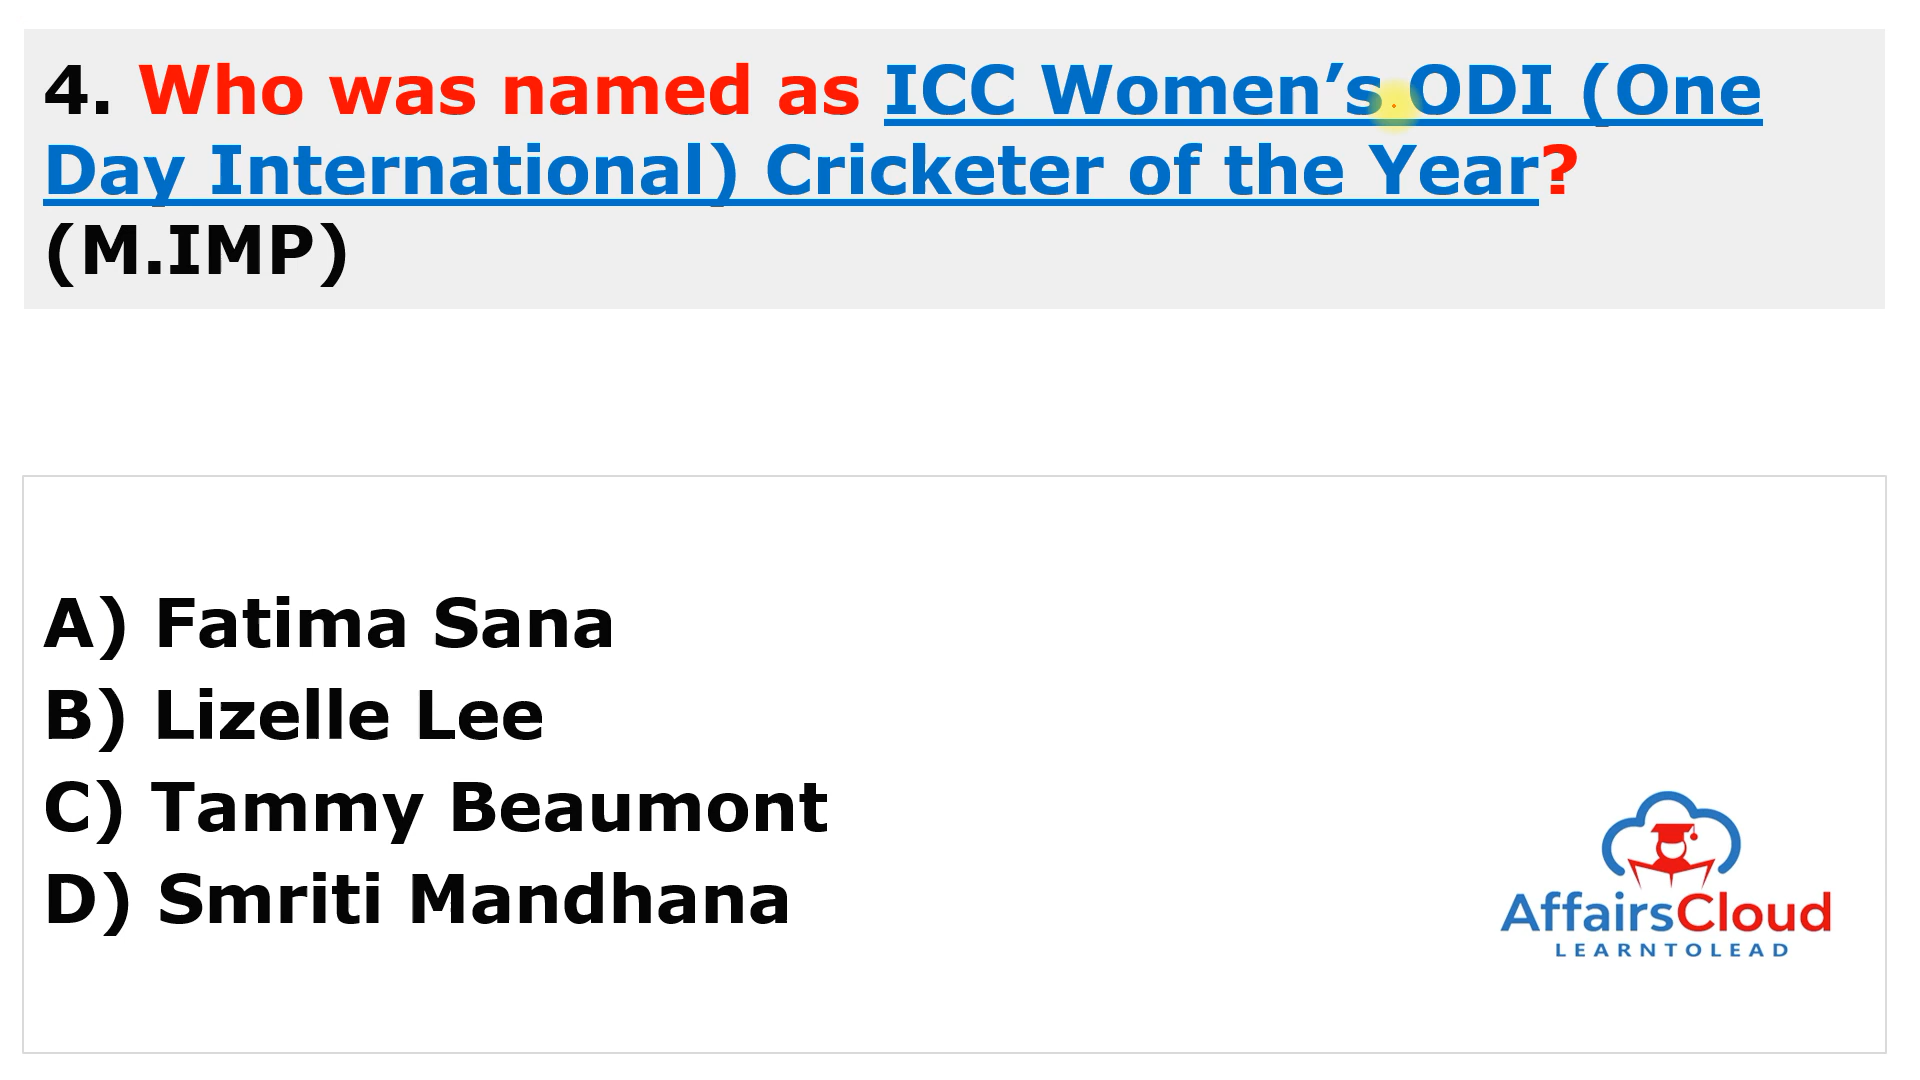 4. Who was named as ICC Women’s ODI (One
Day International) Cricketer of the Year?
(M.IMP)
A) Fatima Sana
B) Lizelle Lee
C) Tammy Beaumont
D) Smriti Mandhana
AffairsCloud
LEARNTOLEAD